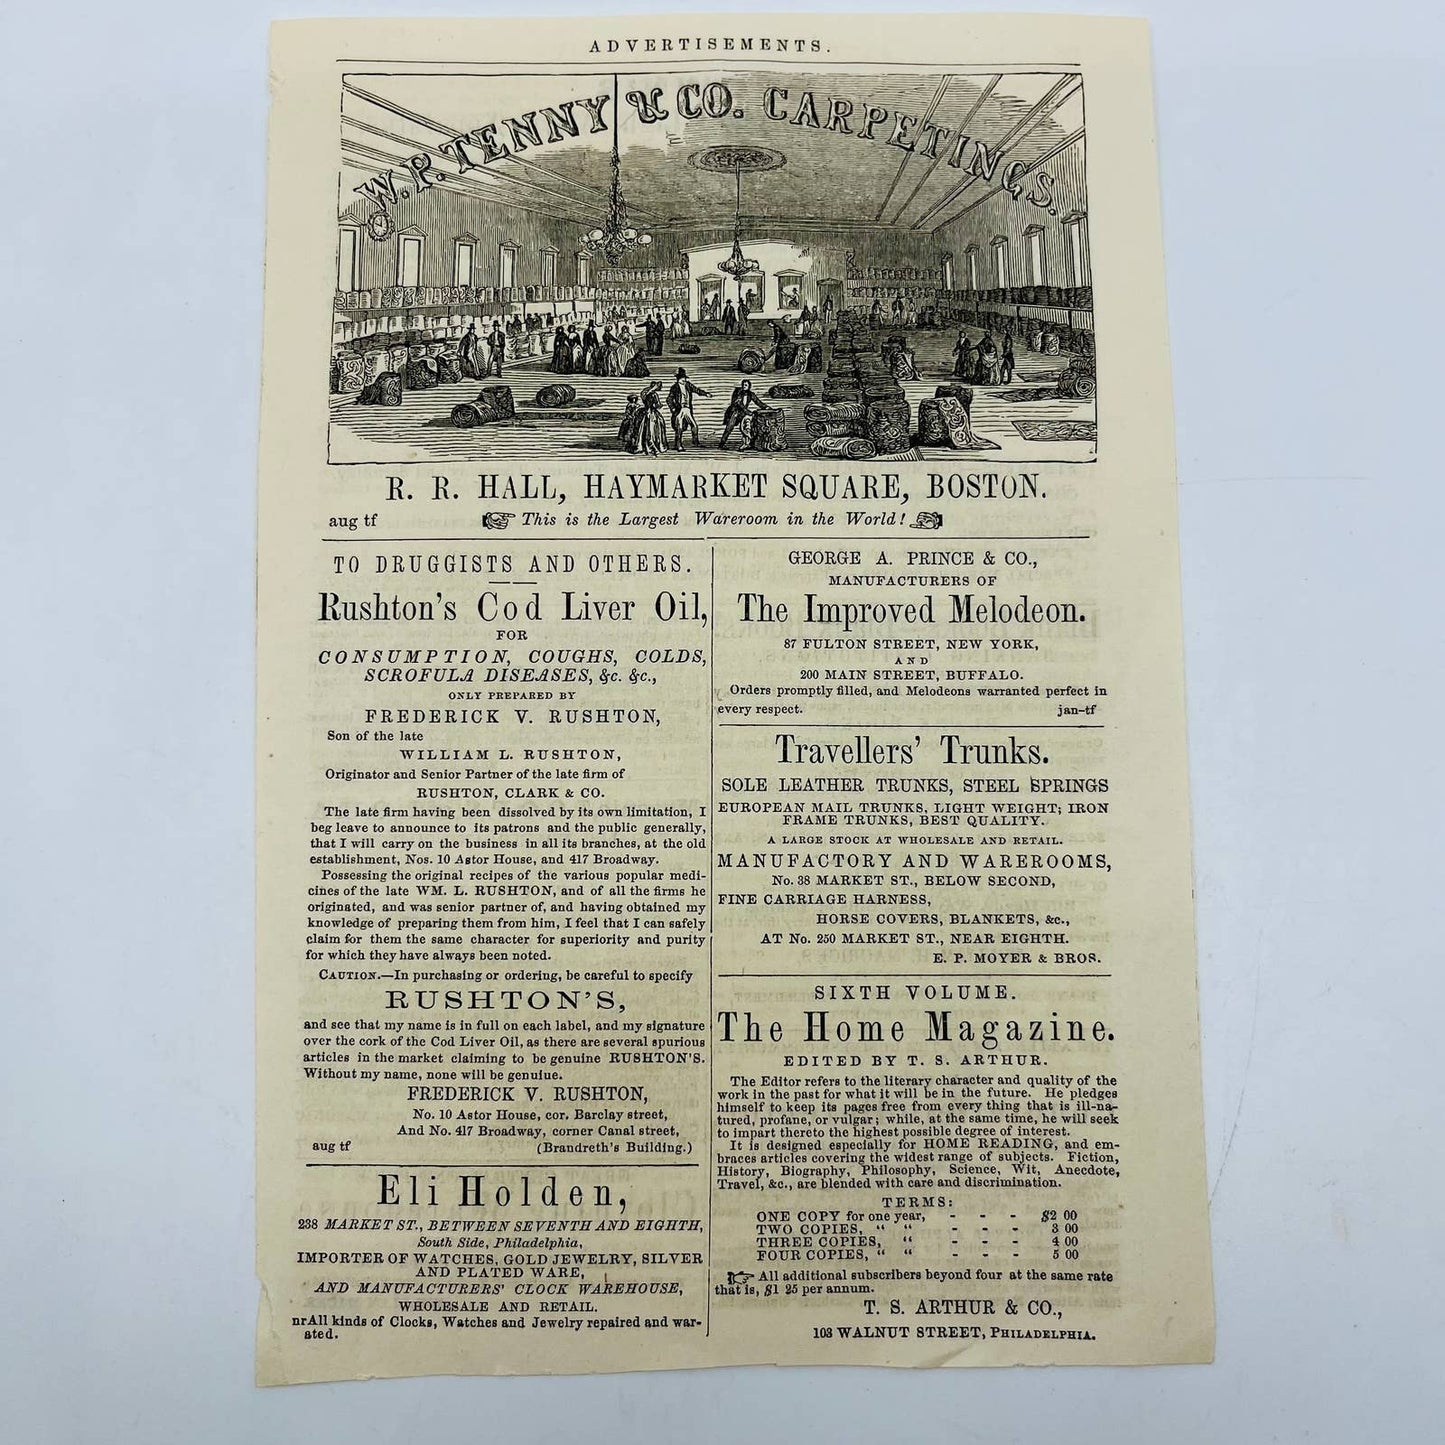 ADVERTISEMENTS.
W. P. TENNY & CO. CARPETINGS.
R. R. HALL, HAYMARKET SQUARE, BOSTON.
aug tf ☞ This is the Largest Wareroom in the World! ☜
TO DRUGGISTS AND OTHERS.
Rushton's Cod Liver Oil,
FOR
CONSUMPTION, COUGHS, COLDS,
SCROFULA DISEASES, &c. &c.,
ONLY PREPARED BY
FREDERICK V. RUSHTON,
Son of the late
WILLIAM L. RUSHTON,
Originator and Senior Partner of the late firm of
RUSHTON, CLARK & CO.
The late firm having been dissolved by its own limitation, I
beg leave to announce to its patrons and the public generally,
that I will carry on the business in all its branches, at the old
establishment, Nos. 10 Astor House, and 417 Broadway.
Possessing the original recipes of the various popular medi-
cines of the late WM. L. RUSHTON, and of all the firms he
originated, and was senior partner of, and having obtained my
knowledge of preparing them from him, I feel that I can safely
claim for them the same character for superiority and purity
for which they have always been noted.
CAUTION.—In purchasing or ordering, be careful to specify
RUSHTON'S,
and see that my name is in full on each label, and my signature
over the cork of the Cod Liver Oil, as there are several spurious
articles in the market claiming to be genuine RUSHTON'S.
Without my name, none will be genuine.
FREDERICK V. RUSHTON,
No. 10 Astor House, cor. Barclay street,
And No. 417 Broadway, corner Canal street,
aug tf (Brandreth's Building.)
Eli Holden,
238 MARKET ST., BETWEEN SEVENTH AND EIGHTH,
South Side, Philadelphia,
IMPORTER OF WATCHES, GOLD JEWELRY, SILVER
AND PLATED WARE,
AND MANUFACTURERS' CLOCK WAREHOUSE,
WHOLESALE AND RETAIL.
nrAll kinds of Clocks, Watches and Jewelry repaired and war-
ated.
GEORGE A. PRINCE & CO.,
MANUFACTURERS OF
The Improved Melodeon.
87 FULTON STREET, NEW YORK,
AND
200 MAIN STREET, BUFFALO.
Orders promptly filled, and Melodeons warranted perfect in
every respect. jan-tf
Travellers' Trunks.
SOLE LEATHER TRUNKS, STEEL SPRINGS
EUROPEAN MAIL TRUNKS, LIGHT WEIGHT; IRON
FRAME TRUNKS, BEST QUALITY.
A LARGE STOCK AT WHOLESALE AND RETAIL.
MANUFACTORY AND WAREROOMS,
No. 38 MARKET ST., BELOW SECOND,
FINE CARRIAGE HARNESS,
HORSE COVERS, BLANKETS, &c.,
AT No. 250 MARKET ST., NEAR EIGHTH.
E. P. MOYER & BROS.
SIXTH VOLUME.
The Home Magazine.
EDITED BY T. S. ARTHUR.
The Editor refers to the literary character and quality of the
work in the past for what it will be in the future. He pledges
himself to keep its pages free from every thing that is ill-na-
tured, profane, or vulgar; while, at the same time, he will seek
to impart thereto the highest possible degree of interest.
It is designed especially for HOME READING, and em-
braces articles covering the widest range of subjects. Fiction,
History, Biography, Philosophy, Science, Wit, Anecdote,
Travel, &c., are blended with care and discrimination.
TERMS:
ONE COPY for one year, - - - $2 00
TWO COPIES, " " - - - 3 00
THREE COPIES, " - - - 4 00
FOUR COPIES, " " - - - 5 00
☞ All additional subscribers beyond four at the same rate
that is, $1 25 per annum.
T. S. ARTHUR & CO.,
103 WALNUT STREET, PHILADELPHIA.